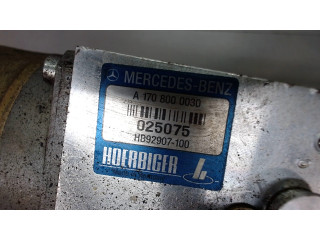 MERCEDES-BENZ
A 170 800 0030
025075
HB92907-100
HOERBIGER